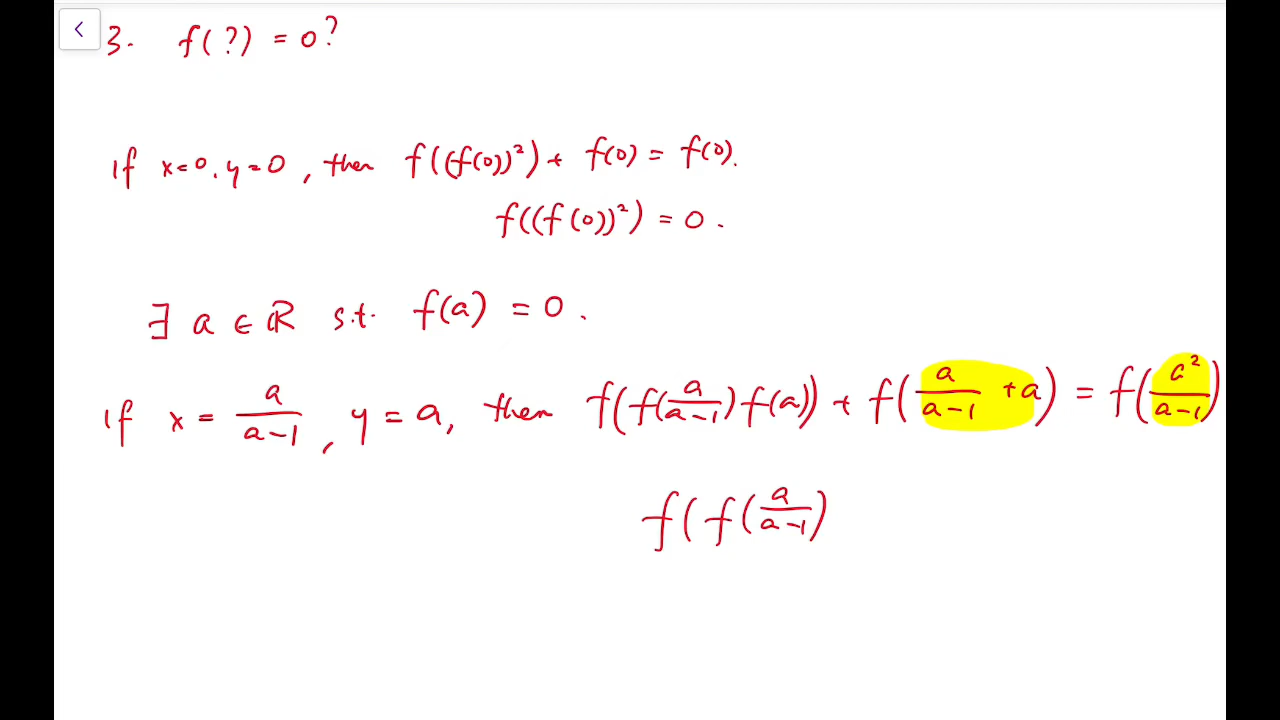 3. f(?) = 0?
If x=0, y=0, then f((f(0))²) + f(0) = f(0).
f((f(0))²) = 0.
∃ a ∈ ℝ s.t. f(a) = 0.
If x = a/(a-1), y = a, then f(f(a/(a-1))f(a)) + f(a/(a-1) + a) = f(a²/(a-1))
f(f(a/(a-1))